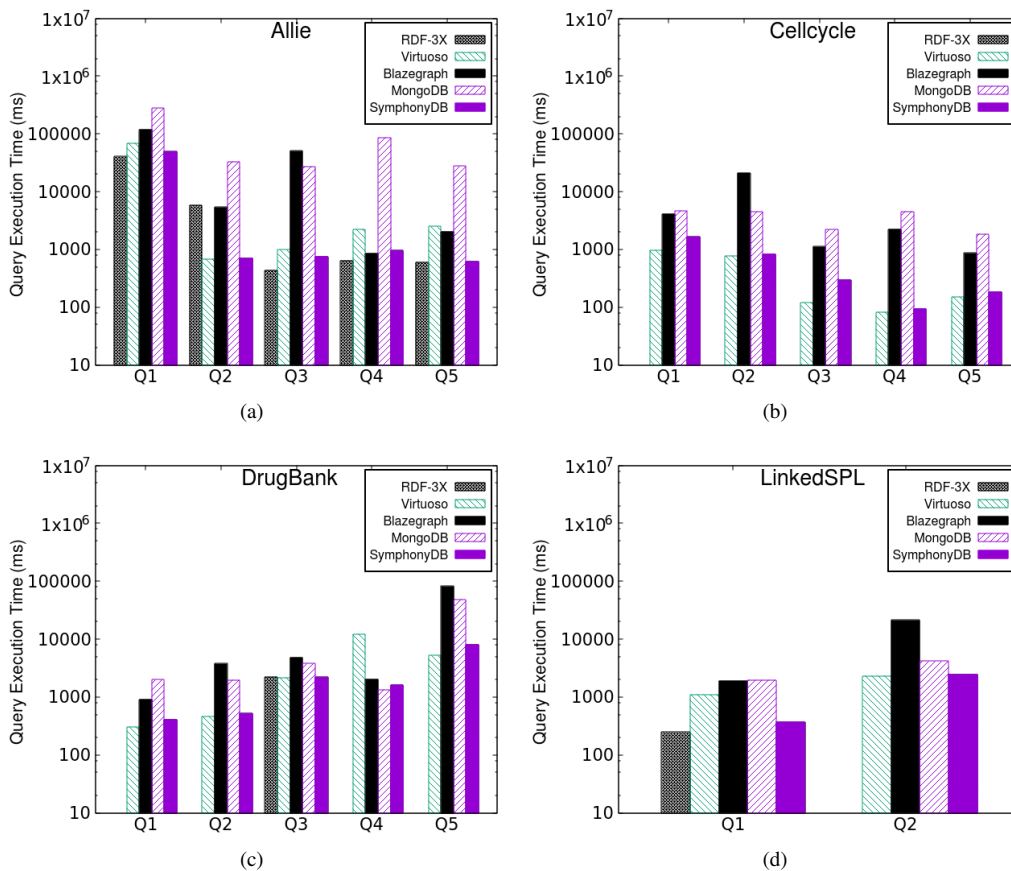 Allie
RDF-3X
Virtuoso
Blazegraph
MongoDB
SymphonyDB
Query Execution Time (ms)
1x10^7
1x10^6
100000
10000
1000
100
10
Q1 Q2 Q3 Q4 Q5
(a)
Cellcycle
RDF-3X
Virtuoso
Blazegraph
MongoDB
SymphonyDB
Query Execution Time (ms)
1x10^7
1x10^6
100000
10000
1000
100
10
Q1 Q2 Q3 Q4 Q5
(b)
DrugBank
RDF-3X
Virtuoso
Blazegraph
MongoDB
SymphonyDB
Query Execution Time (ms)
1x10^7
1x10^6
100000
10000
1000
100
10
Q1 Q2 Q3 Q4 Q5
(c)
LinkedSPL
RDF-3X
Virtuoso
Blazegraph
MongoDB
SymphonyDB
Query Execution Time (ms)
1x10^7
1x10^6
100000
10000
1000
100
10
Q1 Q2
(d)